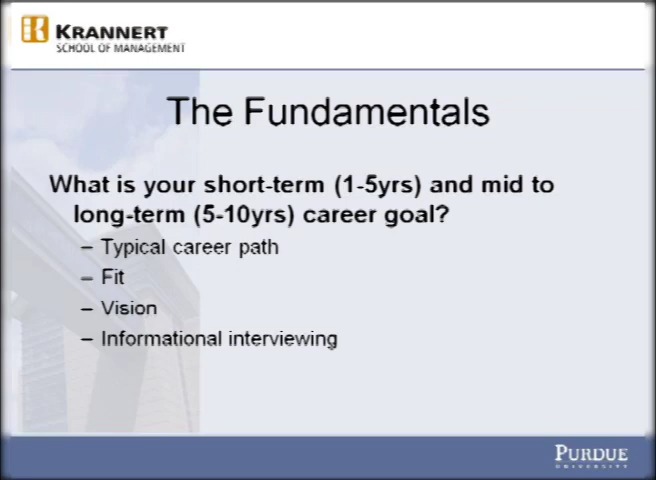 KRANNERT
SCHOOL OF MANAGEMENT
The Fundamentals
What is your short-term (1-5yrs) and mid to
long-term (5-10yrs) career goal?
– Typical career path
– Fit
– Vision
– Informational interviewing
PURDUE
UNIVERSITY